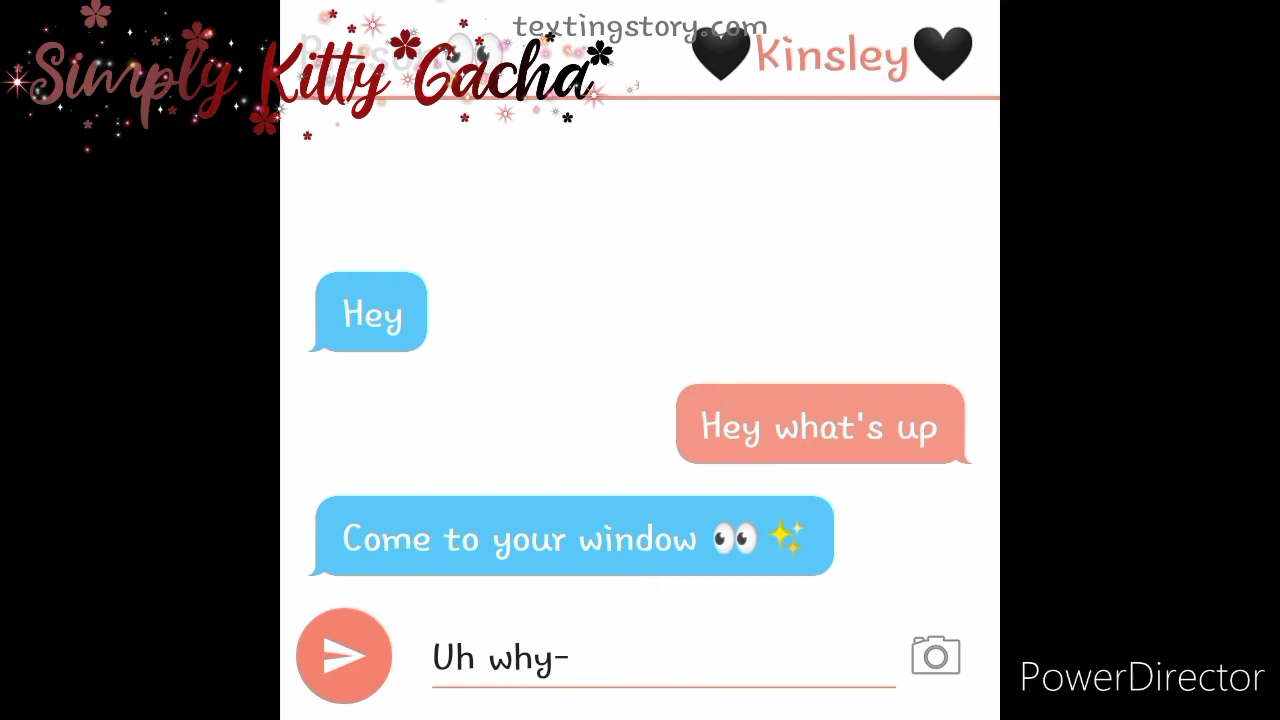 textingstory.com
Simply Kitty Gacha
🖤kinsley🖤
Hey
Hey what's up
Come to your window 👀 ✨
Uh why-
PowerDirector